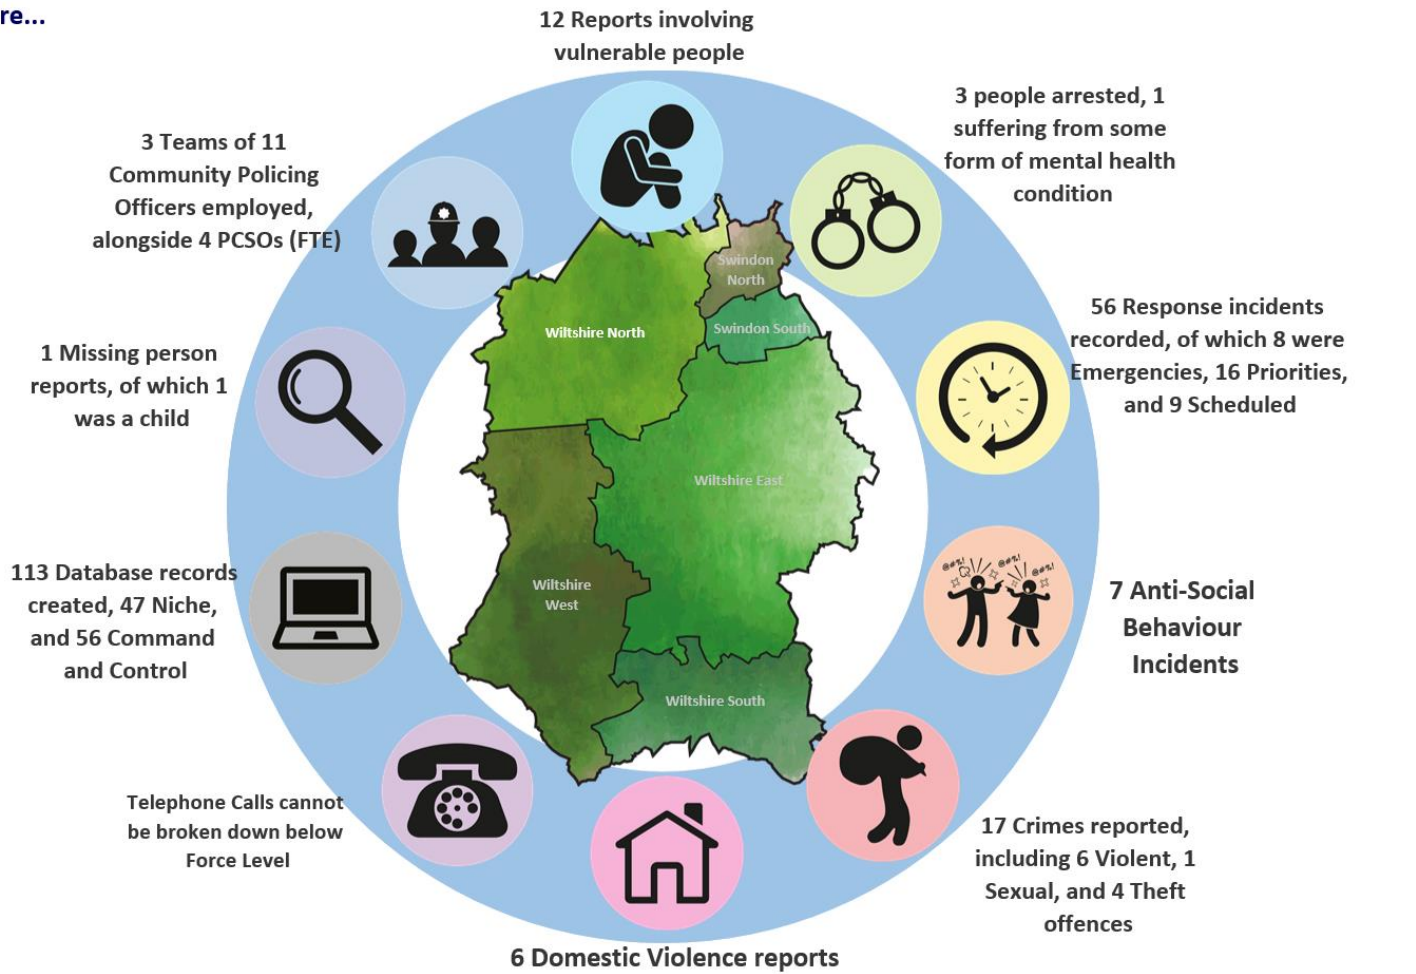 re...
12 Reports involving
vulnerable people
3 people arrested, 1
suffering from some
form of mental health
condition
3 Teams of 11
Community Policing
Officers employed,
alongside 4 PCSOs (FTE)
Swindon
North
56 Response incidents
recorded, of which 8 were
Emergencies, 16 Priorities,
and 9 Scheduled
Swindon South
Wiltshire North
1 Missing person
reports, of which 1
was a child
Wiltshire East
@#%!
@#%!
@#%!
7 Anti-Social
Behaviour
Incidents
113 Database records
created, 47 Niche,
and 56 Command
and Control
Wiltshire
West
Wiltshire South
Telephone Calls cannot
be broken down below
Force Level
17 Crimes reported,
including 6 Violent, 1
Sexual, and 4 Theft
offences
6 Domestic Violence reports